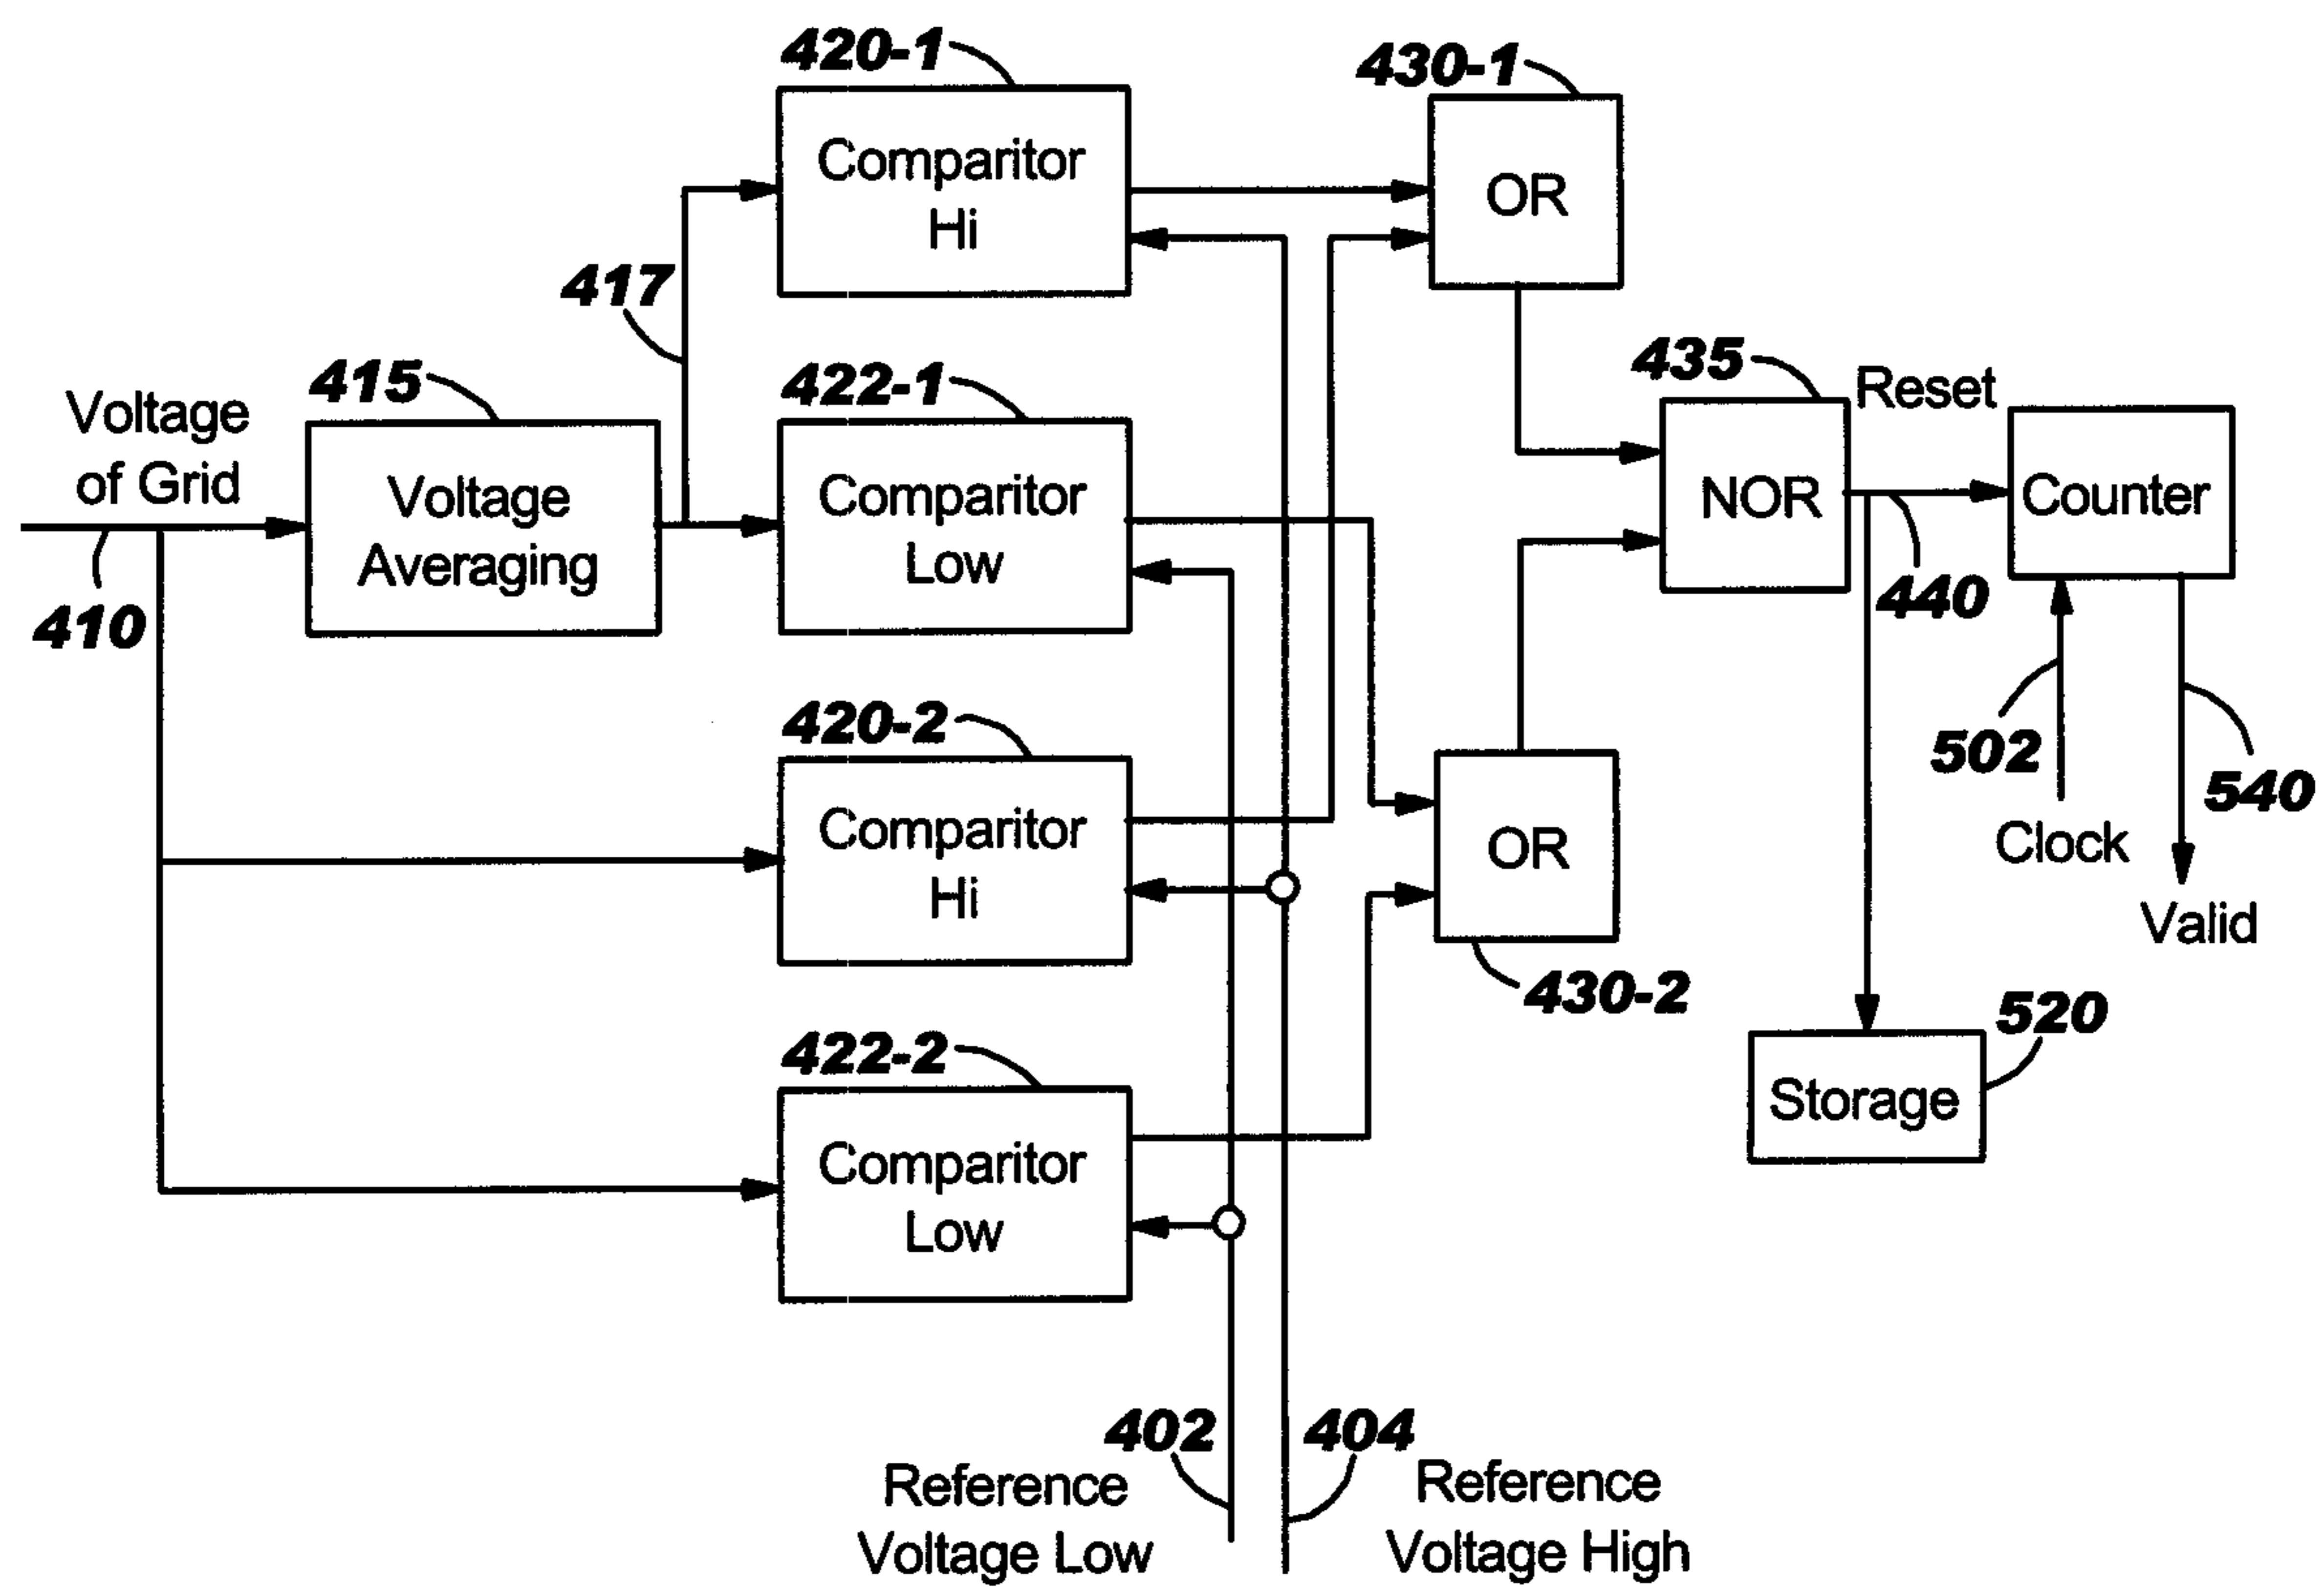 420-1
430-1
Comparitor
Hi
OR
417
415
422-1
435
Reset
Voltage
of Grid
Voltage
Averaging
Comparitor
Low
NOR
Counter
410
440
420-2
502
540
Comparitor
Hi
OR
Clock
Valid
430-2
422-2
520
Comparitor
Low
Storage
402
404
Reference
Voltage Low
Reference
Voltage High